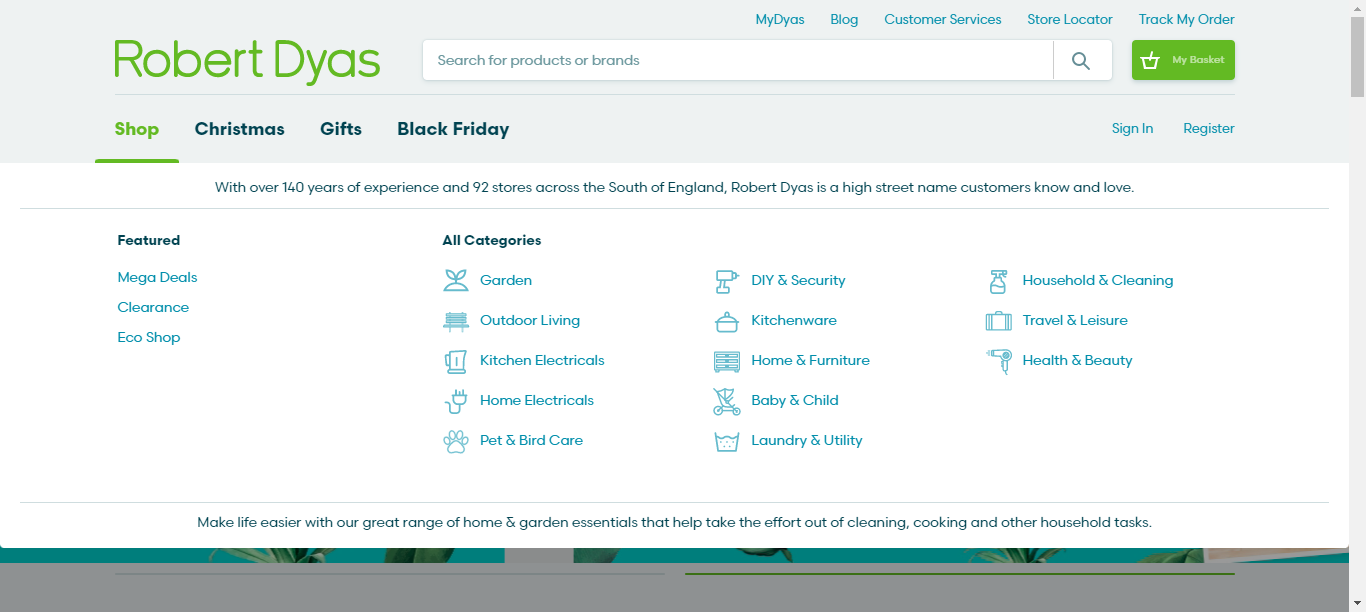 MyDyas Blog Customer Services Store Locator Track My Order
Robert Dyas
Search for products or brands
My Basket
Shop Christmas Gifts Black Friday
Sign In Register
With over 140 years of experience and 92 stores across the South of England, Robert Dyas is a high street name customers know and love.
Featured
Mega Deals
Clearance
Eco Shop
All Categories
Garden
Outdoor Living
Kitchen Electricals
Home Electricals
Pet & Bird Care
DIY & Security
Kitchenware
Home & Furniture
Baby & Child
Laundry & Utility
Household & Cleaning
Travel & Leisure
Health & Beauty
Make life easier with our great range of home & garden essentials that help take the effort out of cleaning, cooking and other household tasks.